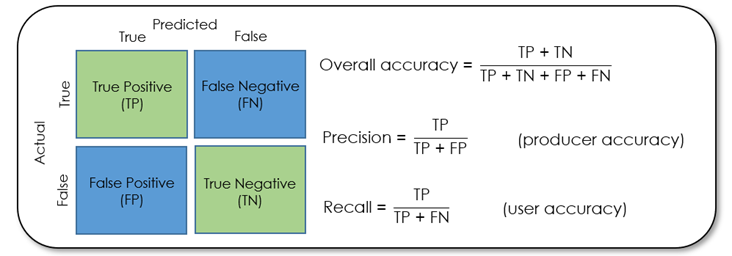 Predicted
True
False
Actual
True
True Positive
(TP)
False Negative
(FN)
False
False Positive
(FP)
True Negative
(TN)
Overall accuracy = TP + TN / TP + TN + FP + FN
Precision = TP / TP + FP (producer accuracy)
Recall = TP / TP + FN (user accuracy)